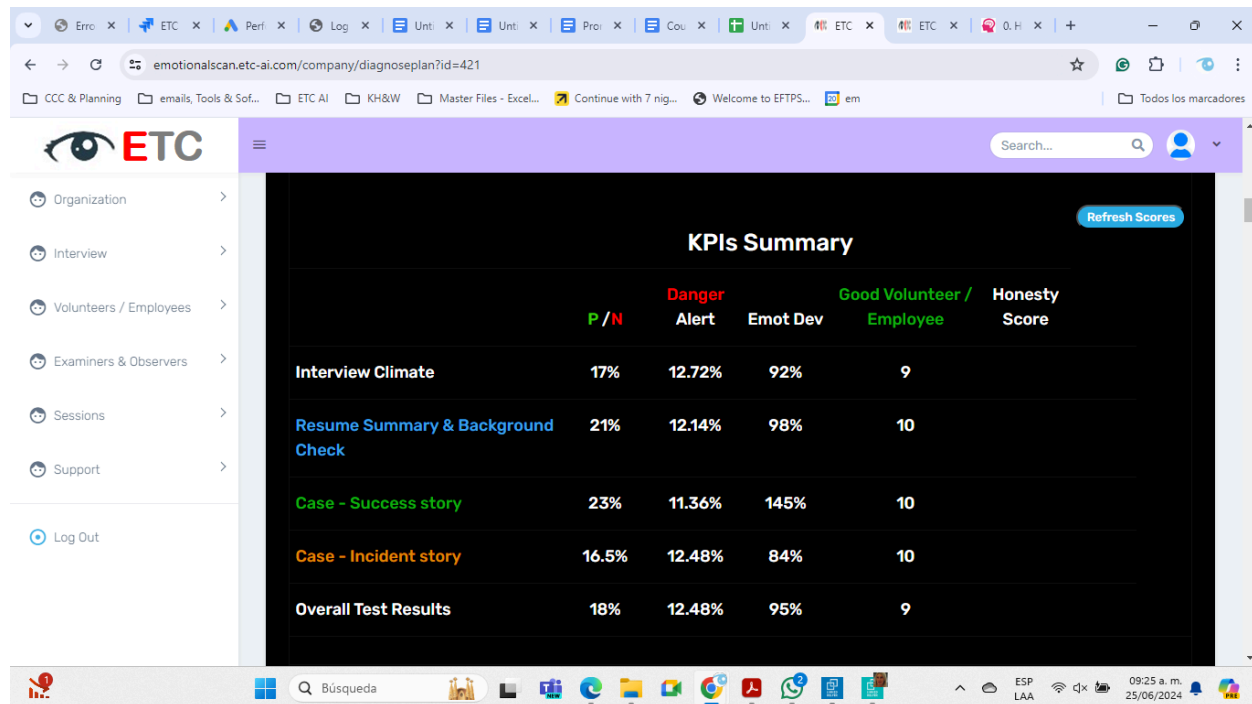 Erro
ETC
Perf
Log
Unti
Unti
Pror
Cou
Unti
ETC
ETC
0. H
emotionalscan.etc-ai.com/company/diagnoseplan?id=421
CCC & Planning
emails, Tools & Sof...
ETC AI
KH&W
Master Files - Excel...
Continue with 7 nig...
Welcome to EFTPS...
em
Todos los marcadores
ETC
Search...
Organization
Interview
Volunteers / Employees
Examiners & Observers
Sessions
Support
Log Out
Refresh Scores
KPIs Summary
P / N
Danger
Alert
Emot Dev
Good Volunteer /
Employee
Honesty
Score
Interview Climate 17% 12.72% 92% 9
Resume Summary & Background
Check
21% 12.14% 98% 10
Case - Success story 23% 11.36% 145% 10
Case - Incident story 16.5% 12.48% 84% 10
Overall Test Results 18% 12.48% 95% 9
1
Búsqueda
NEW
ESP
LAA
09:25 a. m.
25/06/2024
PRE